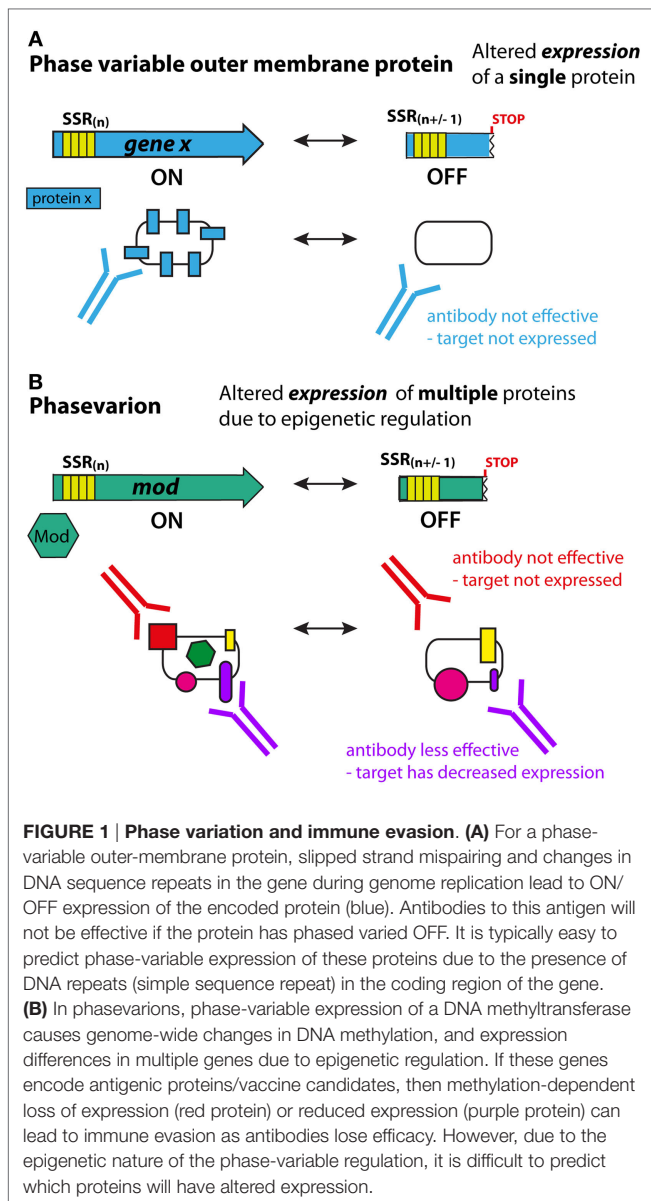 A
Phase variable outer membrane protein
Altered expression
of a single protein
SSR(n)
gene x
ON
SSR(n+/- 1)
STOP
OFF
protein x
antibody not effective
- target not expressed
B
Phasevarion
Altered expression of multiple proteins
due to epigenetic regulation
SSR(n)
mod
ON
SSR(n+/- 1)
STOP
OFF
Mod
antibody not effective
- target not expressed
antibody less effective
- target has decreased expression
FIGURE 1 | Phase variation and immune evasion. (A) For a phase-
variable outer-membrane protein, slipped strand mispairing and changes in
DNA sequence repeats in the gene during genome replication lead to ON/
OFF expression of the encoded protein (blue). Antibodies to this antigen will
not be effective if the protein has phased varied OFF. It is typically easy to
predict phase-variable expression of these proteins due to the presence of
DNA repeats (simple sequence repeat) in the coding region of the gene.
(B) In phasevarions, phase-variable expression of a DNA methyltransferase
causes genome-wide changes in DNA methylation, and expression
differences in multiple genes due to epigenetic regulation. If these genes
encode antigenic proteins/vaccine candidates, then methylation-dependent
loss of expression (red protein) or reduced expression (purple protein) can
lead to immune evasion as antibodies lose efficacy. However, due to the
epigenetic nature of the phase-variable regulation, it is difficult to predict
which proteins will have altered expression.